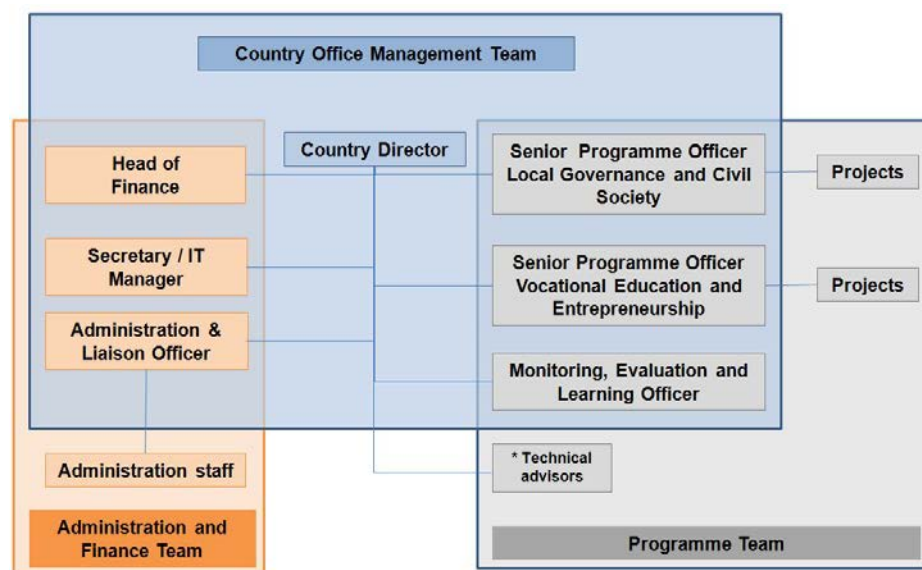 Country Office Management Team
Country Director
Head of
Finance
Secretary / IT
Manager
Administration &
Liaison Officer
Administration staff
Administration and
Finance Team
Senior Programme Officer
Local Governance and Civil
Society
Projects
Senior Programme Officer
Vocational Education and
Entrepreneurship
Projects
Monitoring, Evaluation and
Learning Officer
* Technical
advisors
Programme Team